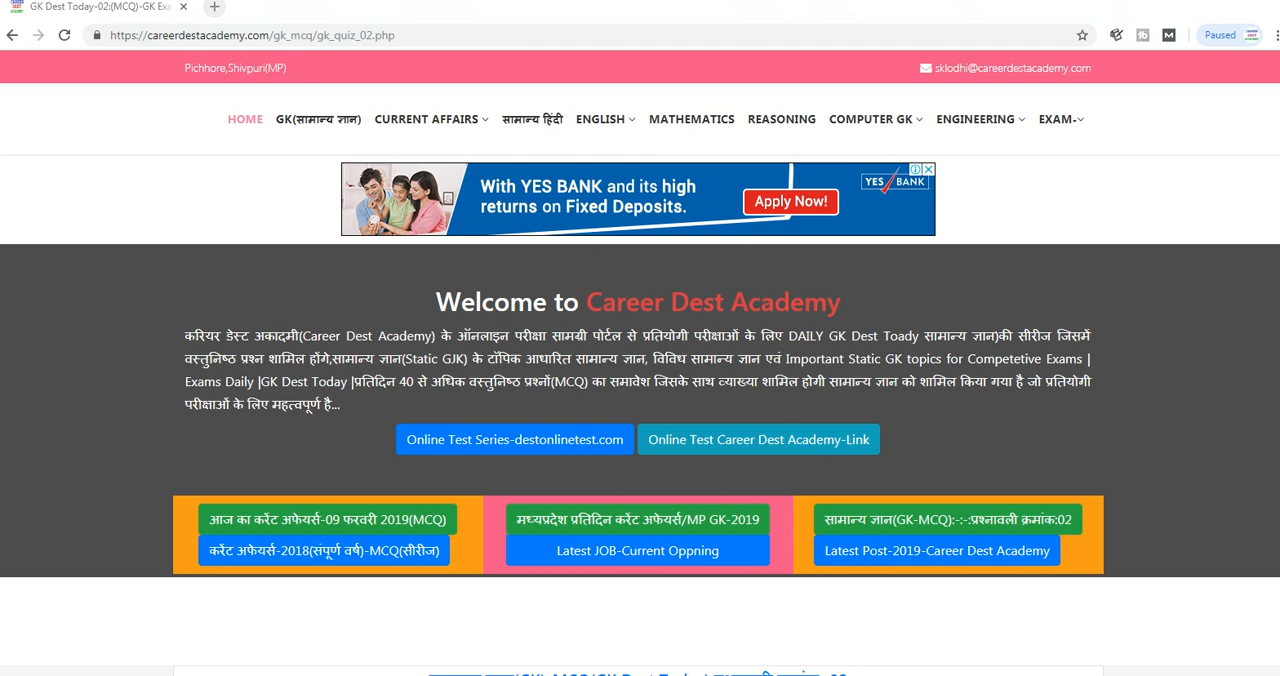 GK Dest Today-02:(MCQ)-GK Exa
https://careerdestacademy.com/gk_mcq/gk_quiz_02.php
Paused
Pichhore,Shivpuri(MP)
sklodhi@careerdestacademy.com
HOME GK(सामान्य ज्ञान) CURRENT AFFAIRS सामान्य हिंदी ENGLISH MATHEMATICS REASONING COMPUTER GK ENGINEERING EXAM-
With YES BANK and its high
returns on Fixed Deposits.
Apply Now!
YES BANK
Welcome to Career Dest Academy
करियर डेस्ट अकादमी(Career Dest Academy) के ऑनलाइन परीक्षा सामग्री पोर्टल से प्रतियोगी परीक्षाओं के लिए DAILY GK Dest Toady सामान्य ज्ञान)की सीरीज जिसमें
वस्तुनिष्ठ प्रश्न शामिल होंगे,सामान्य ज्ञान(Static GJK) के टॉपिक आधारित सामान्य ज्ञान, विविध सामान्य ज्ञान एवं Important Static GK topics for Competetive Exams |
Exams Daily |GK Dest Today |प्रतिदिन 40 से अधिक वस्तुनिष्ठ प्रश्नों(MCQ) का समावेश जिसके साथ व्याख्या शामिल होगी सामान्य ज्ञान को शामिल किया गया है जो प्रतियोगी
परीक्षाओं के लिए महत्वपूर्ण है...
Online Test Series-destonlinetest.com Online Test Career Dest Academy-Link
आज का करेंट अफेयर्स-09 फरवरी 2019(MCQ) मध्यप्रदेश प्रतिदिन करेंट अफेयर्स/MP GK-2019 सामान्य ज्ञान(GK-MCQ):-:-:प्रश्नावली क्रमांक:02
करेंट अफेयर्स-2018(संपूर्ण वर्ष)-MCQ(सीरीज) Latest JOB-Current Oppning Latest Post-2019-Career Dest Academy